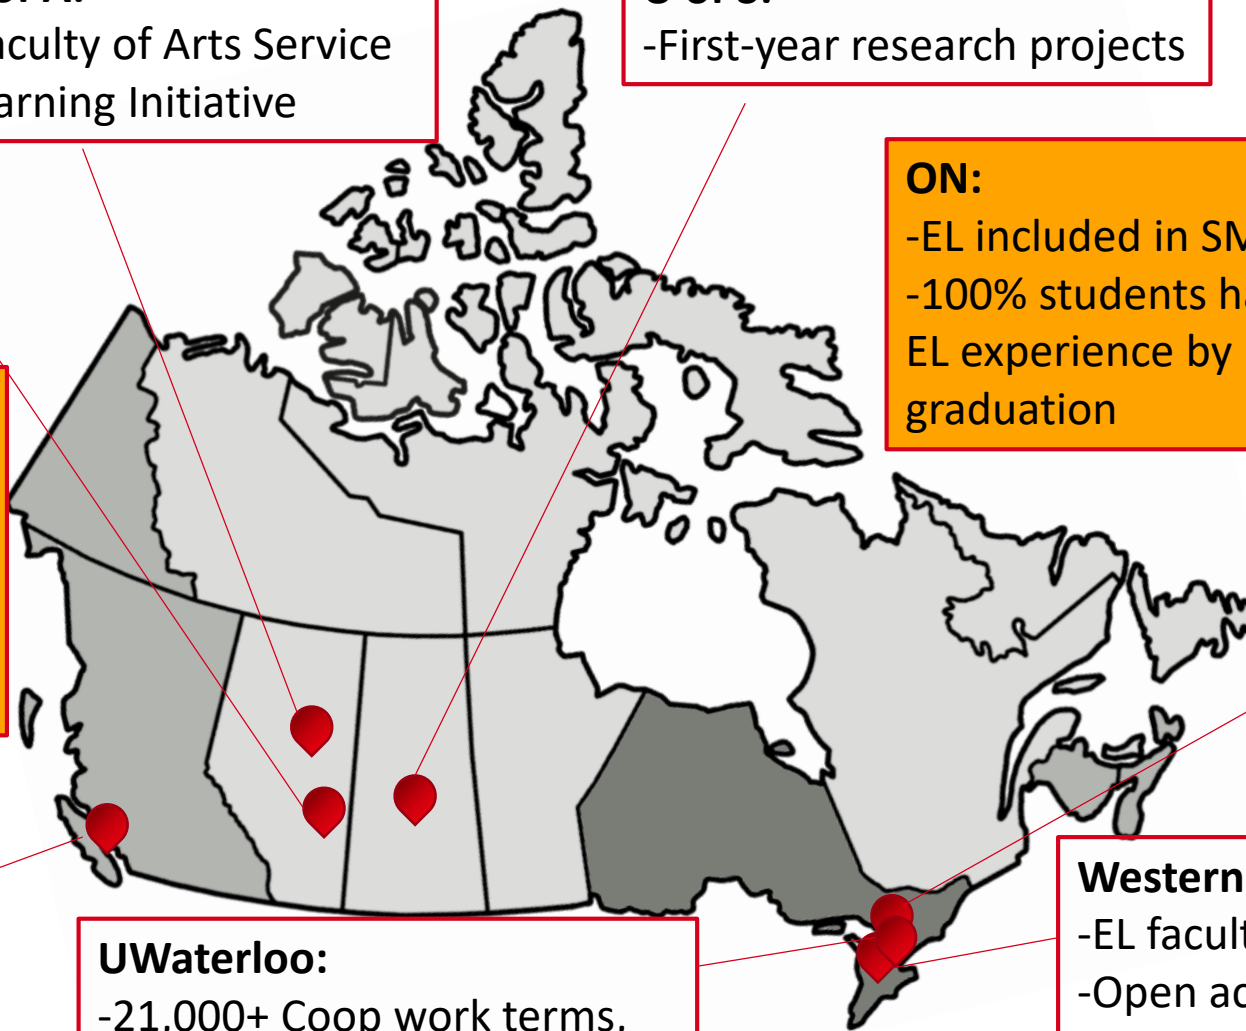 aculty of Arts Service
arning Initiative
-First-year research projects
ON:
-EL included in SM
-100% students ha
EL experience by
graduation
UWaterloo:
-21,000+ Coop work terms,
Western
-EL facult
-Open ac